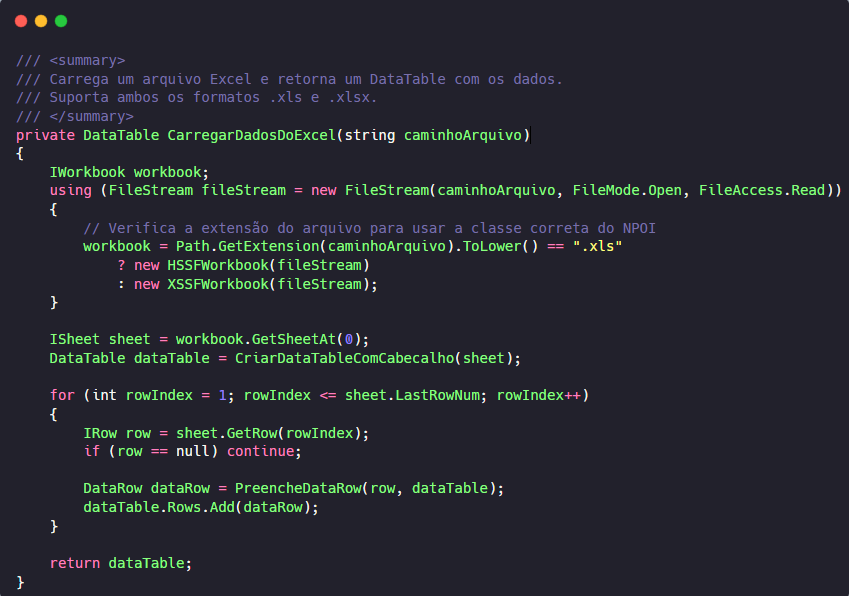 /// <summary>
/// Carrega um arquivo Excel e retorna um DataTable com os dados.
/// Suporta ambos os formatos .xls e .xlsx.
/// </summary>
private DataTable CarregarDadosDoExcel(string caminhoArquivo)
{
    IWorkbook workbook;
    using (FileStream fileStream = new FileStream(caminhoArquivo, FileMode.Open, FileAccess.Read))
    {
        // Verifica a extensão do arquivo para usar a classe correta do NPOI
        workbook = Path.GetExtension(caminhoArquivo).ToLower() == ".xls"
            ? new HSSFWorkbook(fileStream)
            : new XSSFWorkbook(fileStream);
    }

    ISheet sheet = workbook.GetSheetAt(0);
    DataTable dataTable = CriarDataTableComCabecalho(sheet);

    for (int rowIndex = 1; rowIndex <= sheet.LastRowNum; rowIndex++)
    {
        IRow row = sheet.GetRow(rowIndex);
        if (row == null) continue;

        DataRow dataRow = PreencheDataRow(row, dataTable);
        dataTable.Rows.Add(dataRow);
    }

    return dataTable;
}